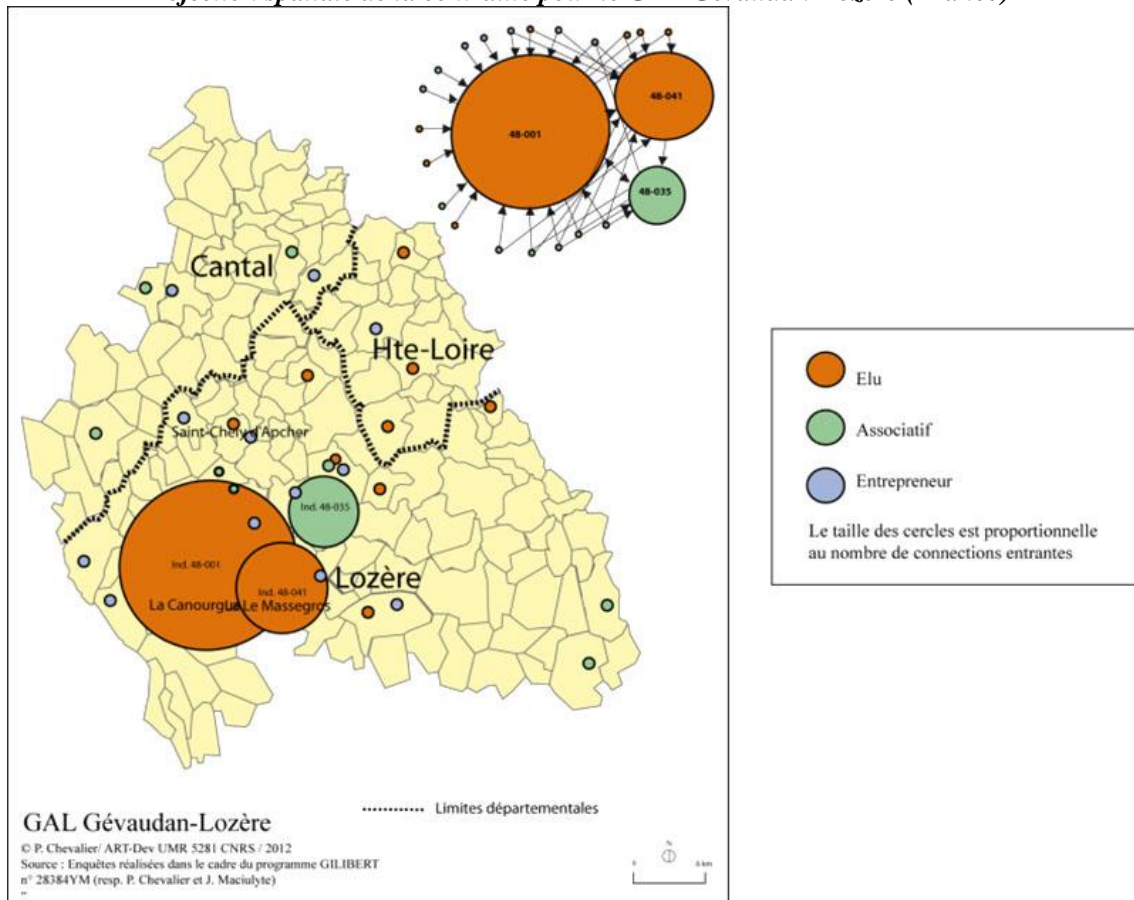 48-001
48-041
48-035
Cantal
Hte-Loire
Saint-Chély d'Apcher
Ind. 48-035
Ind. 48-001
Ind. 48-041
Lozère
La Canourgue
Le Massegros
Elu
Associatif
Entrepreneur
Le taille des cercles est proportionnelle
au nombre de connections entrantes
Limites départementales
GAL Gévaudan-Lozère
© P. Chevalier/ ART-Dev UMR 5281 CNRS / 2012
Source : Enquêtes réalisées dans le cadre du programme GILIBERT
n° 28384YM (resp. P. Chevalier et J. Maciulyte)
"
N
6 km